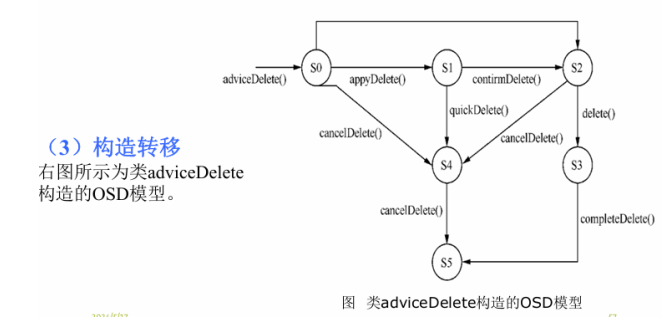 S0
S1
S2
adviceDelete()
appyDelete()
contirmDelete()
quickDelete()
delete()
cancelDelete()
cancelDelete()
(3)构造转移
右图所示为类adviceDelete
构造的OSD模型。
S4
S3
cancelDelete()
completeDelete()
S5
图 类adviceDelete构造的OSD模型